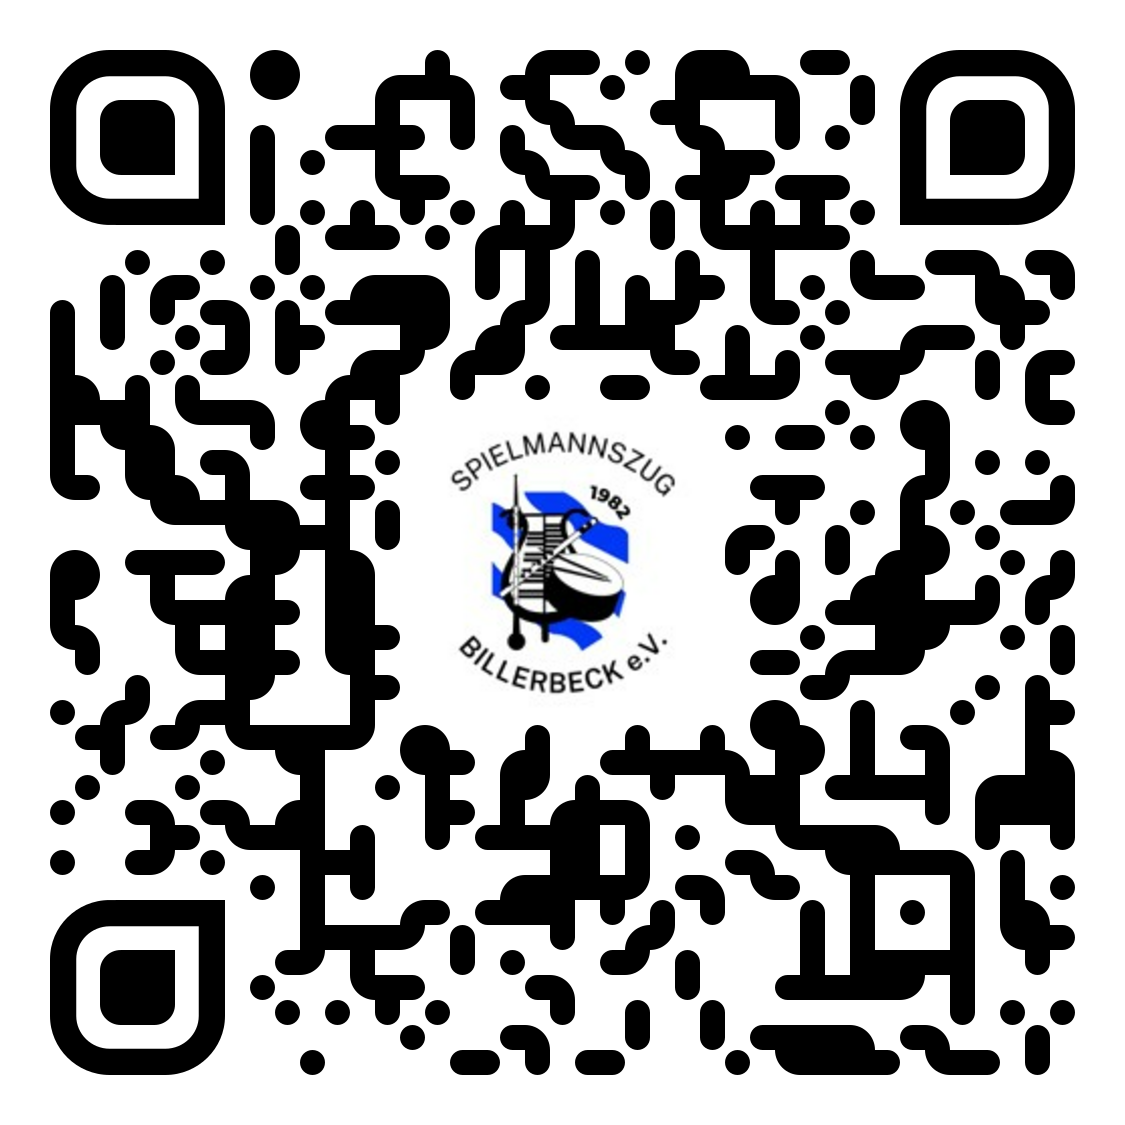 SPIELMANNSZUG
1982
BILLERBECK e.V.